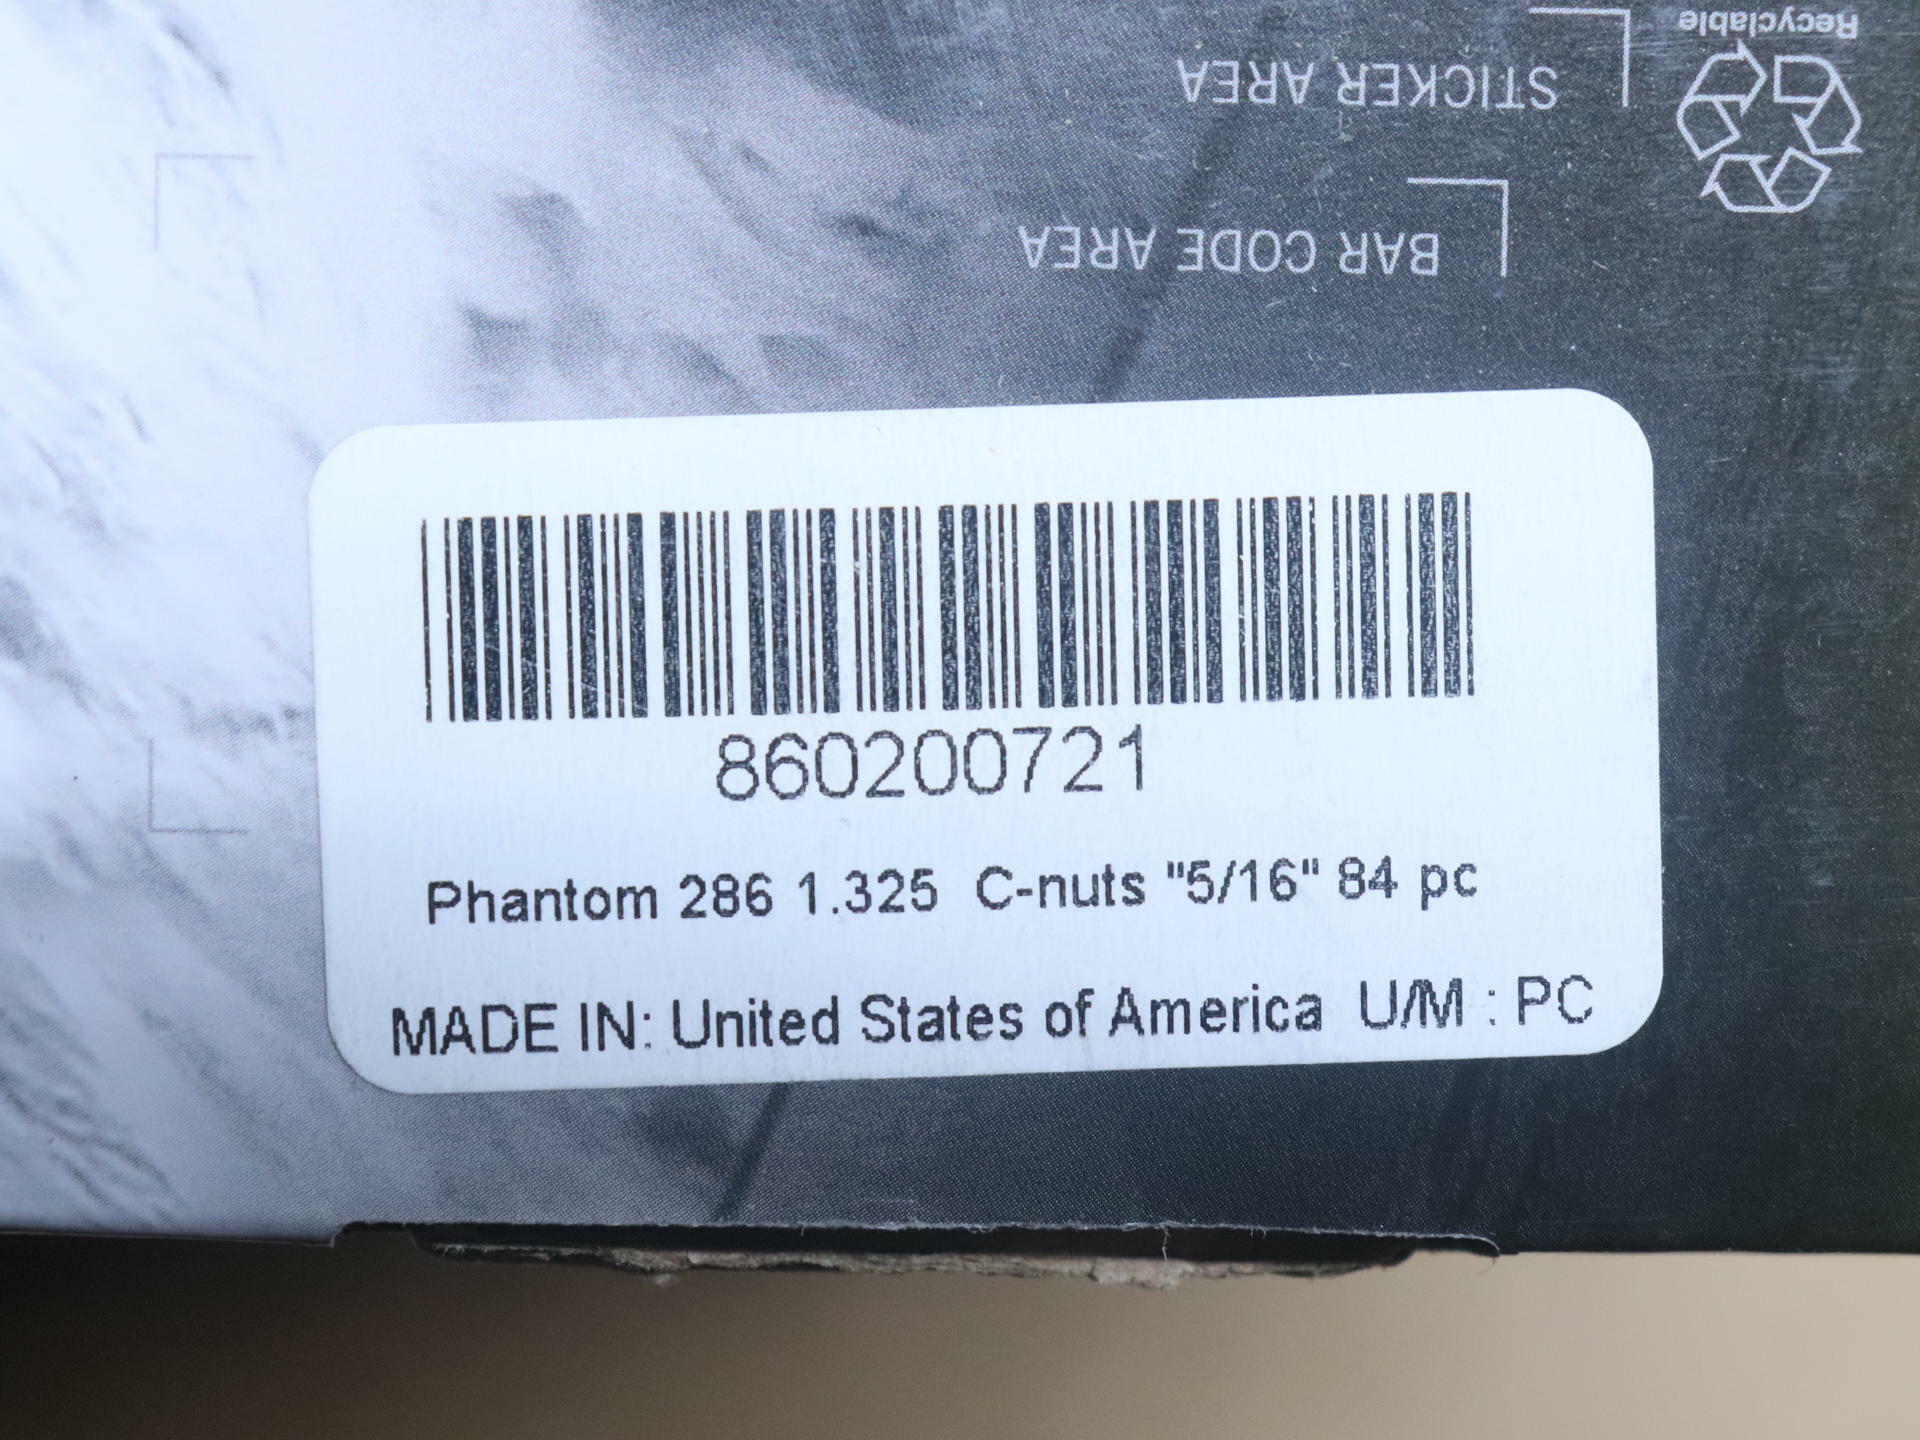 Recyclable
STICKER AREA
BAR CODE AREA
860200721
Phantom 286 1.325 C-nuts "5/16" 84 pc
MADE IN: United States of America U/M : PC